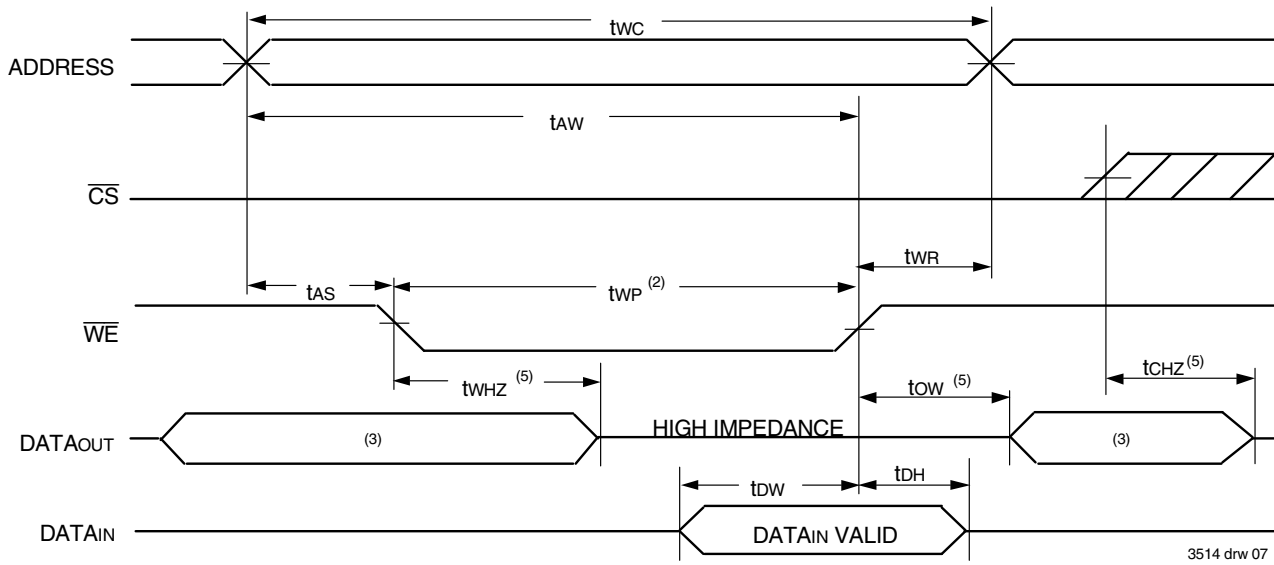 tWC
ADDRESS
tAW
CS
tWR
tAS
tWP (2)
WE
tWHZ (5)
tOW (5)
tCHZ (5)
DATAOUT
(3)
HIGH IMPEDANCE
(3)
tDW
tDH
DATAIN
DATAIN VALID
3514 drw 07